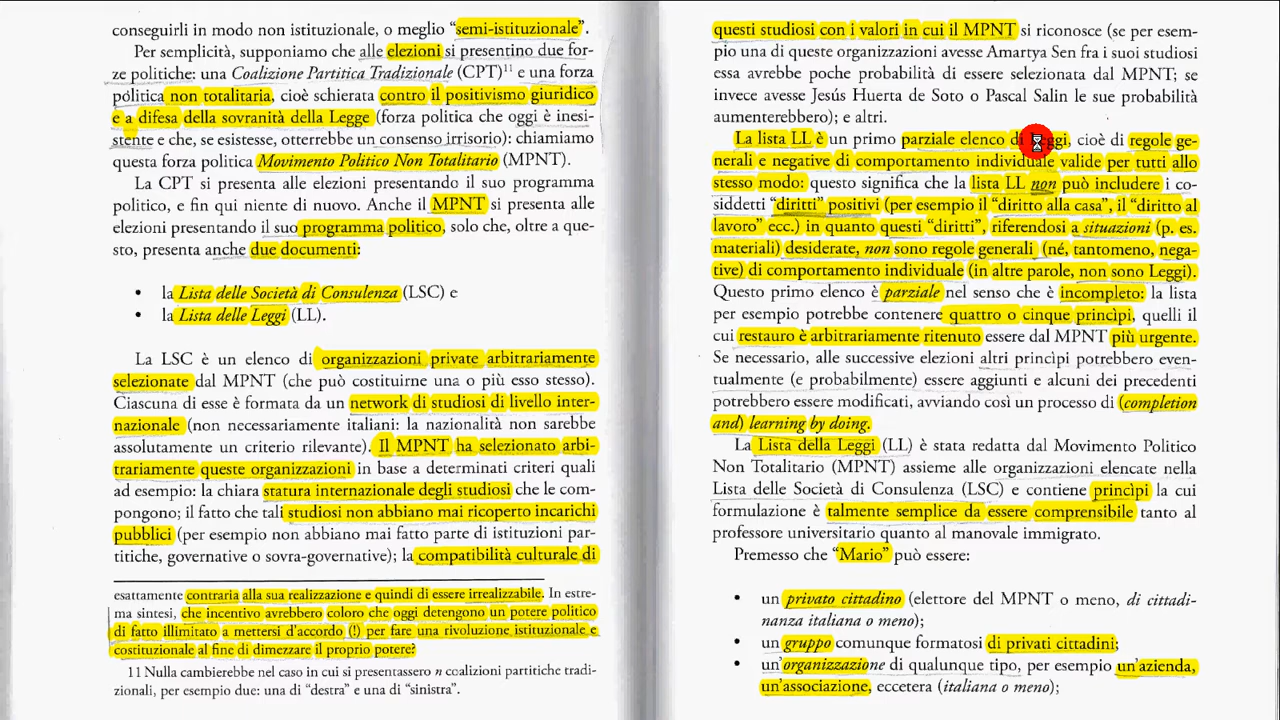 conseguirli in modo non istituzionale, o meglio “semi-istituzionale”.
Per semplicità, supponiamo che alle elezioni si presentino due for-
ze politiche: una Coalizione Partitica Tradizionale (CPT)11 e una forza
politica non totalitaria, cioè schierata contro il positivismo giuridico
e a difesa della sovranità della Legge (forza politica che oggi è inesi-
stente e che, se esistesse, otterrebbe un consenso irrisorio): chiamiamo
questa forza politica Movimento Politico Non Totalitario (MPNT).
La CPT si presenta alle elezioni presentando il suo programma
politico, e fin qui niente di nuovo. Anche il MPNT si presenta alle
elezioni presentando il suo programma politico, solo che, oltre a que-
sto, presenta anche due documenti:
• la Lista delle Società di Consulenza (LSC) e
• la Lista delle Leggi (LL).
La LSC è un elenco di organizzazioni private arbitrariamente
selezionate dal MPNT (che può costituirne una o più esso stesso).
Ciascuna di esse è formata da un network di studiosi di livello inter-
nazionale (non necessariamente italiani: la nazionalità non sarebbe
assolutamente un criterio rilevante). Il MPNT ha selezionato arbi-
trariamente queste organizzazioni in base a determinati criteri quali
ad esempio: la chiara statura internazionale degli studiosi che le com-
pongono; il fatto che tali studiosi non abbiano mai ricoperto incarichi
pubblici (per esempio non abbiano mai fatto parte di istituzioni par-
titiche, governative o sovra-governative); la compatibilità culturale di
esattamente contraria alla sua realizzazione e quindi di essere irrealizzabile. In estre-
ma sintesi, che incentivo avrebbero coloro che oggi detengono un potere politico
di fatto illimitato a mettersi d’accordo (!) per fare una rivoluzione istituzionale e
costituzionale al fine di dimezzare il proprio potere?
11 Nulla cambierebbe nel caso in cui si presentassero n coalizioni partitiche tradi-
zionali, per esempio due: una di “destra” e una di “sinistra”.
questi studiosi con i valori in cui il MPNT si riconosce (se per esem-
pio una di queste organizzazioni avesse Amartya Sen fra i suoi studiosi
essa avrebbe poche probabilità di essere selezionata dal MPNT; se
invece avesse Jesús Huerta de Soto o Pascal Salin le sue probabilità
aumenterebbero); e altri.
La lista LL è un primo parziale elenco di Leggi, cioè di regole ge-
nerali e negative di comportamento individuale valide per tutti allo
stesso modo: questo significa che la lista LL non può includere i co-
siddetti “diritti” positivi (per esempio il “diritto alla casa”, il “diritto al
lavoro” ecc.) in quanto questi “diritti”, riferendosi a situazioni (p. es.
materiali) desiderate, non sono regole generali (né, tantomeno, nega-
tive) di comportamento individuale (in altre parole, non sono Leggi).
Questo primo elenco è parziale nel senso che è incompleto: la lista
per esempio potrebbe contenere quattro o cinque princìpi, quelli il
cui restauro è arbitrariamente ritenuto essere dal MPNT più urgente.
Se necessario, alle successive elezioni altri princìpi potrebbero even-
tualmente (e probabilmente) essere aggiunti e alcuni dei precedenti
potrebbero essere modificati, avviando così un processo di (completion
and) learning by doing.
La Lista della Leggi (LL) è stata redatta dal Movimento Politico
Non Totalitario (MPNT) assieme alle organizzazioni elencate nella
Lista delle Società di Consulenza (LSC) e contiene princìpi la cui
formulazione è talmente semplice da essere comprensibile tanto al
professore universitario quanto al manovale immigrato.
Premesso che “Mario” può essere:
• un privato cittadino (elettore del MPNT o meno, di cittadi-
nanza italiana o meno);
• un gruppo comunque formatosi di privati cittadini;
• un’organizzazione di qualunque tipo, per esempio un’azienda,
un’associazione, eccetera (italiana o meno);